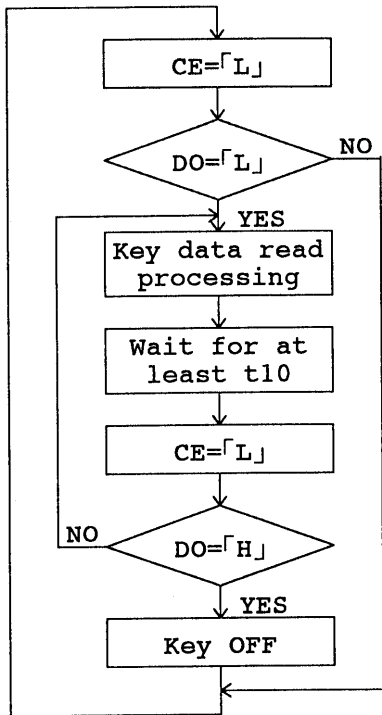 CE=「L」
DO=「L」
NO
YES
Key data read
processing
Wait for at
least t10
CE=「L」
NO
DO=「H」
YES
Key OFF